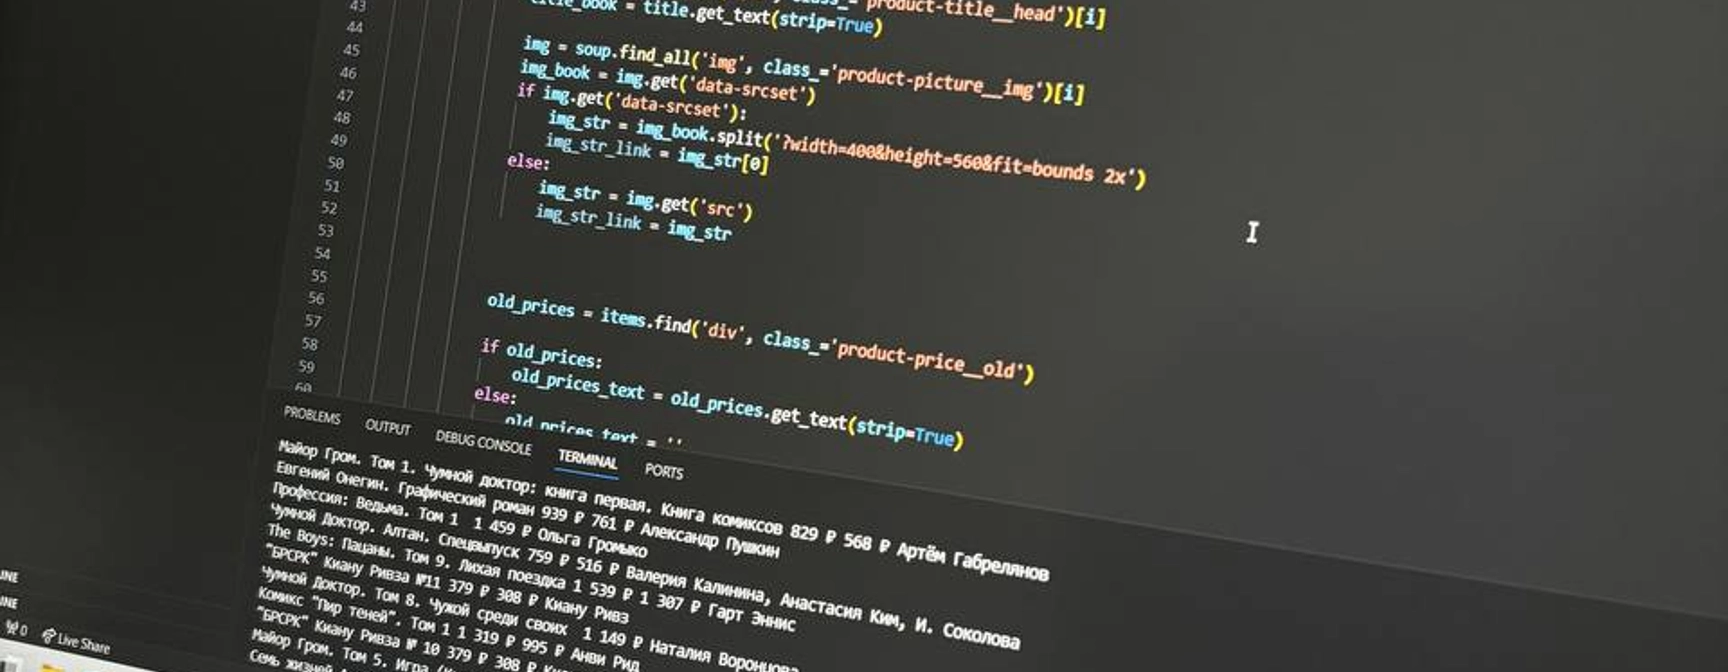 43 title_book = title.get_text(strip=True) product-title__head')[i]
44
45 img = soup.find_all('img', class_='product-picture__img')[i]
46 img_book = img.get('data-srcset')
47 if img.get('data-srcset'):
48 img_str = img_book.split('?width=400&height=560&fit=bounds 2x')
49 img_str_link = img_str[0]
50 else:
51 img_str = img.get('src')
52 img_str_link = img_str
53
54
55
56 old_prices = items.find('div', class_='product-price__old')
57
58 if old_prices:
59 old_prices_text = old_prices.get_text(strip=True)
60 else:
old_prices_text = ''
PROBLEMS OUTPUT DEBUG CONSOLE TERMINAL PORTS
Майор Гром. Том 1. Чумной доктор: книга первая. Книга комиксов 829 ₽ 568 ₽ Артём Габрелянов
Евгений Онегин. Графический роман 939 ₽ 761 ₽ Александр Пушкин
Профессия: Ведьма. Том 1 1 459 ₽ Ольга Громыко
Чумной Доктор. Алтан. Спецвыпуск 759 ₽ 516 ₽ Валерия Калинина, Анастасия Ким, И. Соколова
The Boys: Пацаны. Том 9. Лихая поездка 1 539 ₽ 1 307 ₽ Гарт Эннис
"БРСРК" Киану Ривза №11 379 ₽ 308 ₽ Киану Ривз
Чумной Доктор. Том 8. Чужой среди своих 1 149 ₽ Наталия Воронцова
Комикс "Пир теней". Том 1 1 319 ₽ 995 ₽ Анви Рид
"БРСРК" Киану Ривза № 10 379 ₽ 308 ₽
Майор Гром. Том 5. Игра
Семь жизней
INE
INE
0 Live Share